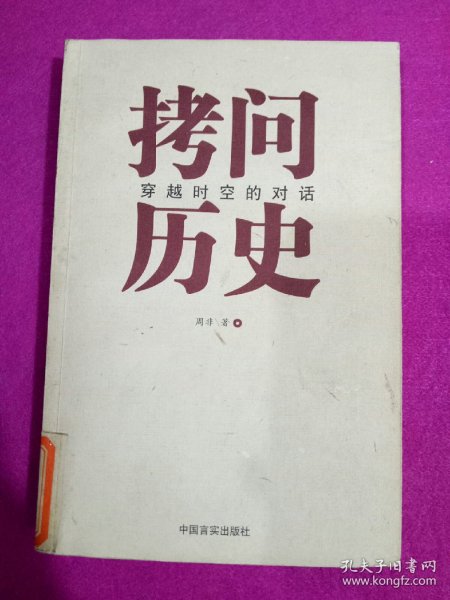 拷问
穿越时空的对话
历史
周非 著
中国言实出版社
孔夫子旧书网
www.kongfz.com